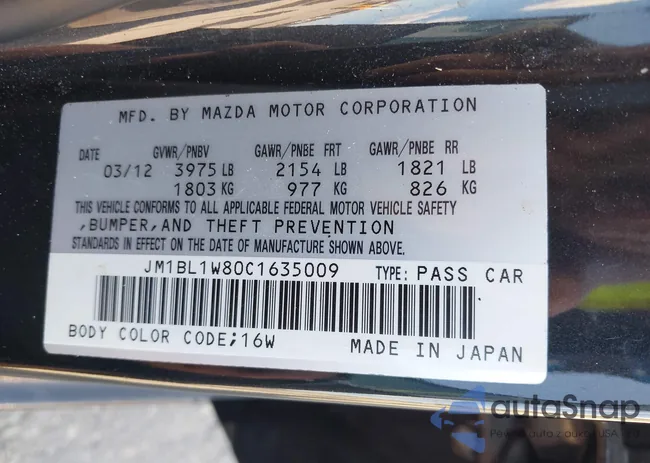 MFD. BY MAZDA MOTOR CORPORATION
DATE GVWR/PNBV GAWR/PNBE FRT GAWR/PNBE RR
03/12 3975 LB 2154 LB 1821 LB
1803 KG 977 KG 826 KG
THIS VEHICLE CONFORMS TO ALL APPLICABLE FEDERAL MOTOR VEHICLE SAFETY
,BUMPER,AND THEFT PREVENTION
STANDARDS IN EFFECT ON THE DATE OF MANUFACTURE SHOWN ABOVE.
JM1BL1W80C1635009 TYPE: PASS CAR
BODY COLOR CODE;16W MADE IN JAPAN
autoSnap